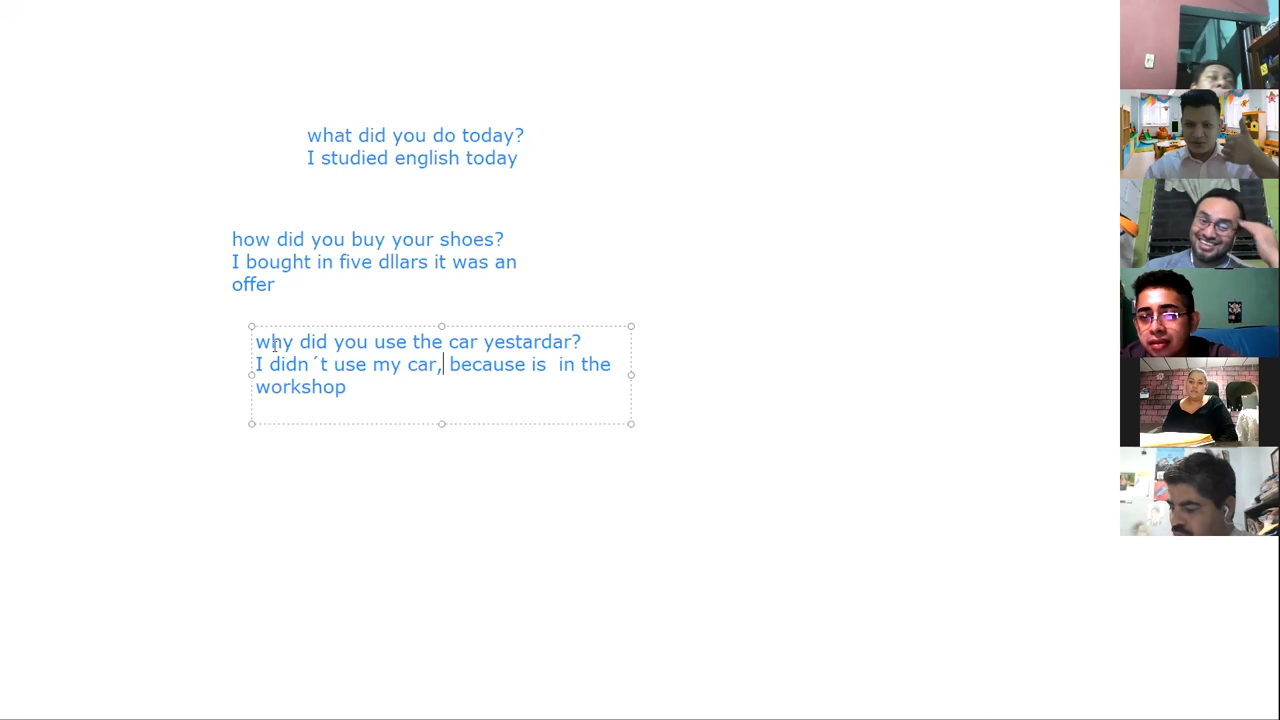 what did you do today?
I studied english today
how did you buy your shoes?
I bought in five dllars it was an
offer
why did you use the car yestardar?
I didn´t use my car, because is  in the
workshop